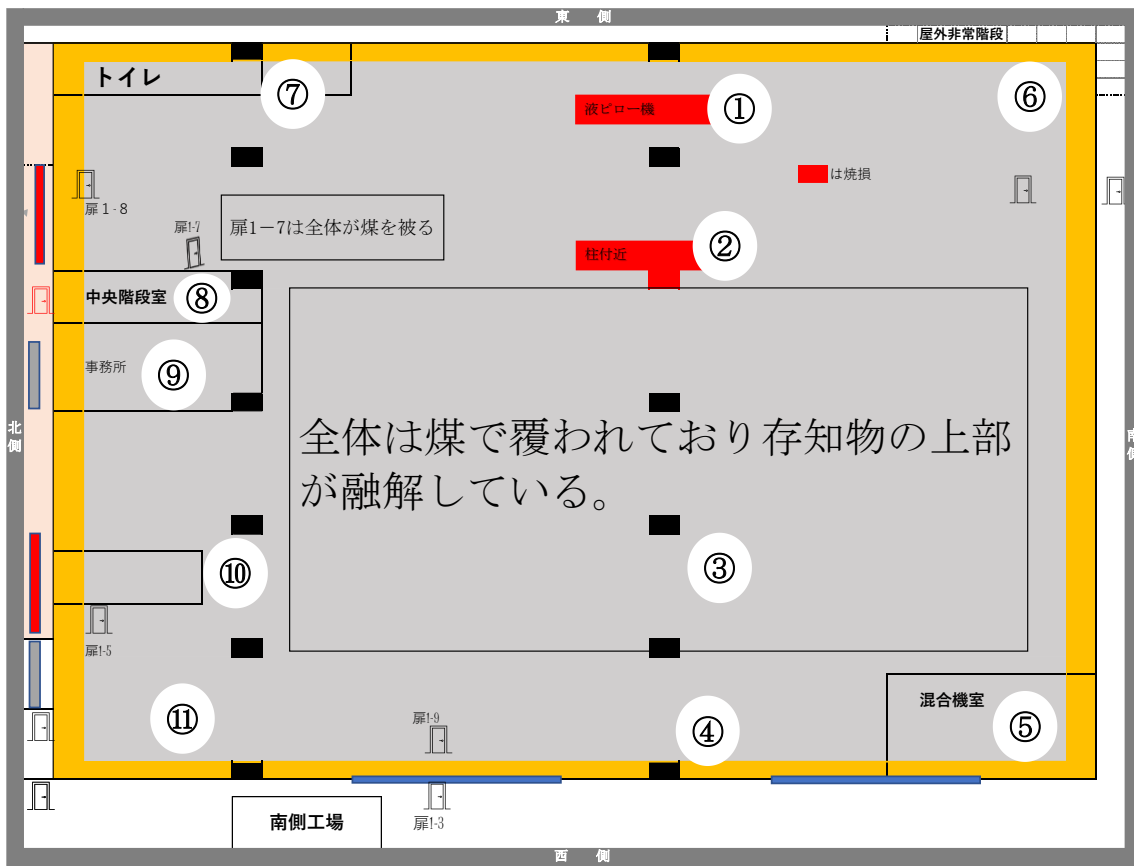 東 側
屋外非常階段
トイレ
⑦
液ピロー機
①
⑥
は焼損
扉１-８
扉1-7
扉1－7は全体が煤を被る
柱付近
②
中央階段室
⑧
事務所
⑨
北側
南側
全体は煤で覆われており存知物の上部
が融解している。
⑩
③
扉!-5
混合機室
⑤
⑪
扉!-9
④
南側工場
扉!-3
西 側